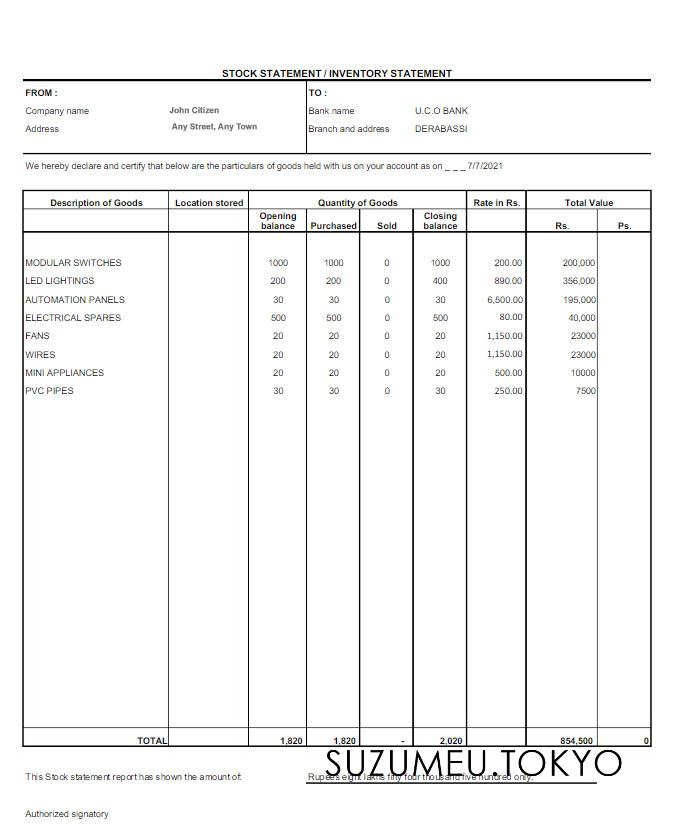 STOCK STATEMENT / INVENTORY STATEMENT
FROM : TO :
Company name John Citizen Bank name U.C.O BANK
Address Any Street, Any Town Branch and address DERABASSI
We hereby declare and certify that below are the particulars of goods held with us on your account as on _ _ _ 7/7/2021
Description of Goods Location stored Quantity of Goods Rate in Rs. Total Value
Opening balance Purchased Sold Closing balance Rs. Ps.
MODULAR SWITCHES 1000 1000 0 1000 200.00 200,000
LED LIGHTINGS 200 200 0 400 890.00 356,000
AUTOMATION PANELS 30 30 0 30 6,500.00 195,000
ELECTRICAL SPARES 500 500 0 500 80.00 40,000
FANS 20 20 0 20 1,150.00 23000
WIRES 20 20 0 20 1,150.00 23000
MINI APPLIANCES 20 20 0 20 500.00 10000
PVC PIPES 30 30 0 30 250.00 7500
TOTAL 1,820 1,820 - 2,020 854,500 0
SUZUMEU.TOKYO
This Stock statement report has shown the amount of. Rupees eight lakhs fifty four thousand five hundred only.
Authorized signatory